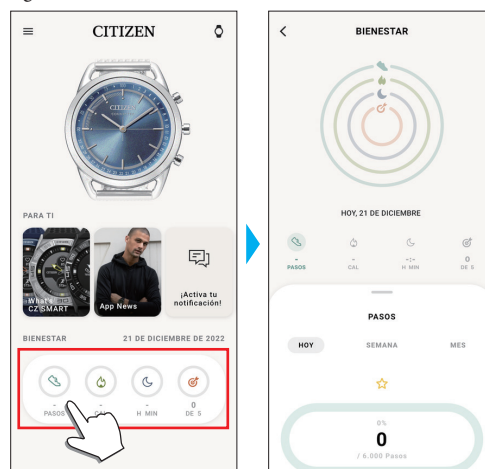 CITIZEN
CITIZEN
PARA TI
What's
CZ SMART
App News
¡Activa tu
notificación!
BIENESTAR
21 DE DICIEMBRE DE 2022
-
-
-
0
PASOS
CAL
H MIN
DE 5
BIENESTAR
HOY, 21 DE DICIEMBRE
-
-
-:-
0
PASOS
CAL
H MIN
DE 5
PASOS
HOY
SEMANA
MES
0%
0
/ 6.000 Pasos